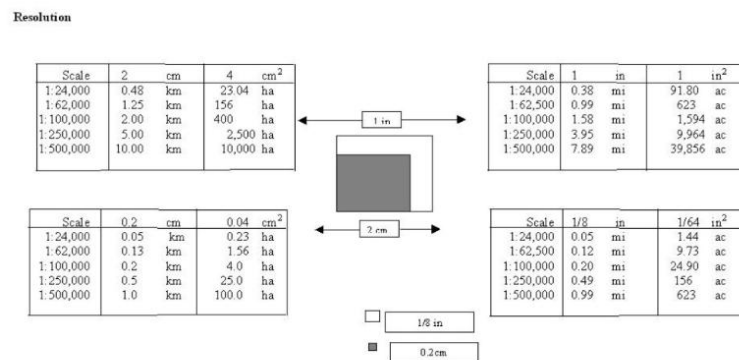 Resolution
Scale 2 cm 4 cm2
1:24,000 0.48 km 23.04 ha
1:62,000 1.25 km 156 ha
1:100,000 2.00 km 400 ha
1:250,000 5.00 km 2,500 ha
1:500,000 10.00 km 10,000 ha
1 in
Scale 1 in 1 in2
1:24,000 0.38 mi 91.80 ac
1:62,500 0.99 mi 623 ac
1:100,000 1.58 mi 1,594 ac
1:250,000 3.95 mi 9,964 ac
1:500,000 7.89 mi 39,856 ac
Scale 0.2 cm 0.04 cm2
1:24,000 0.05 km 0.23 ha
1:62,000 0.13 km 1.56 ha
1:100,000 0.2 km 4.0 ha
1:250,000 0.5 km 25.0 ha
1:500,000 1.0 km 100.0 ha
2 cm
Scale 1/8 in 1/64 in2
1:24,000 0.05 mi 1.44 ac
1:62,500 0.12 mi 9.73 ac
1:100,000 0.20 mi 24.90 ac
1:250,000 0.49 mi 156 ac
1:500,000 0.99 mi 623 ac
1/8 in
0.2cm